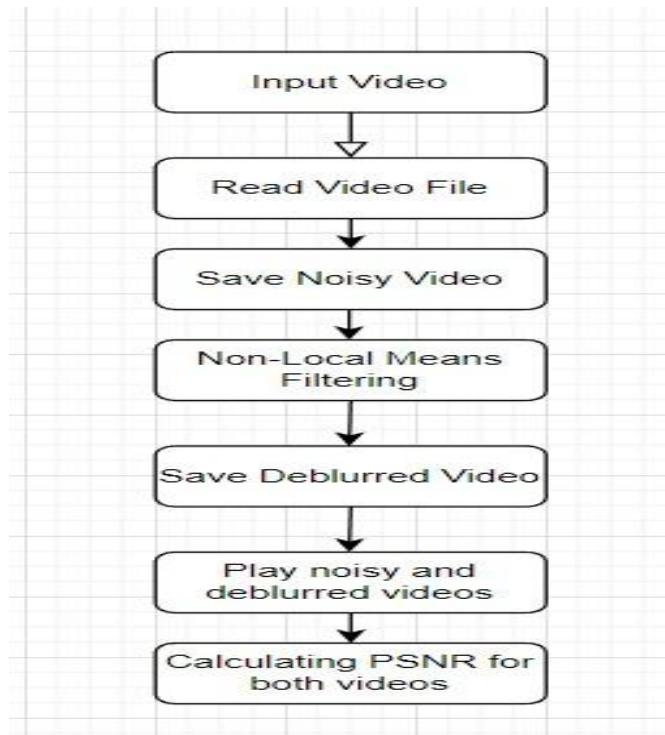 Input Video
Read Video File
Save Noisy Video
Non-Local Means
Filtering
Save Deblurred Video
Play noisy and
deblurred videos
Calculating PSNR for
both videos